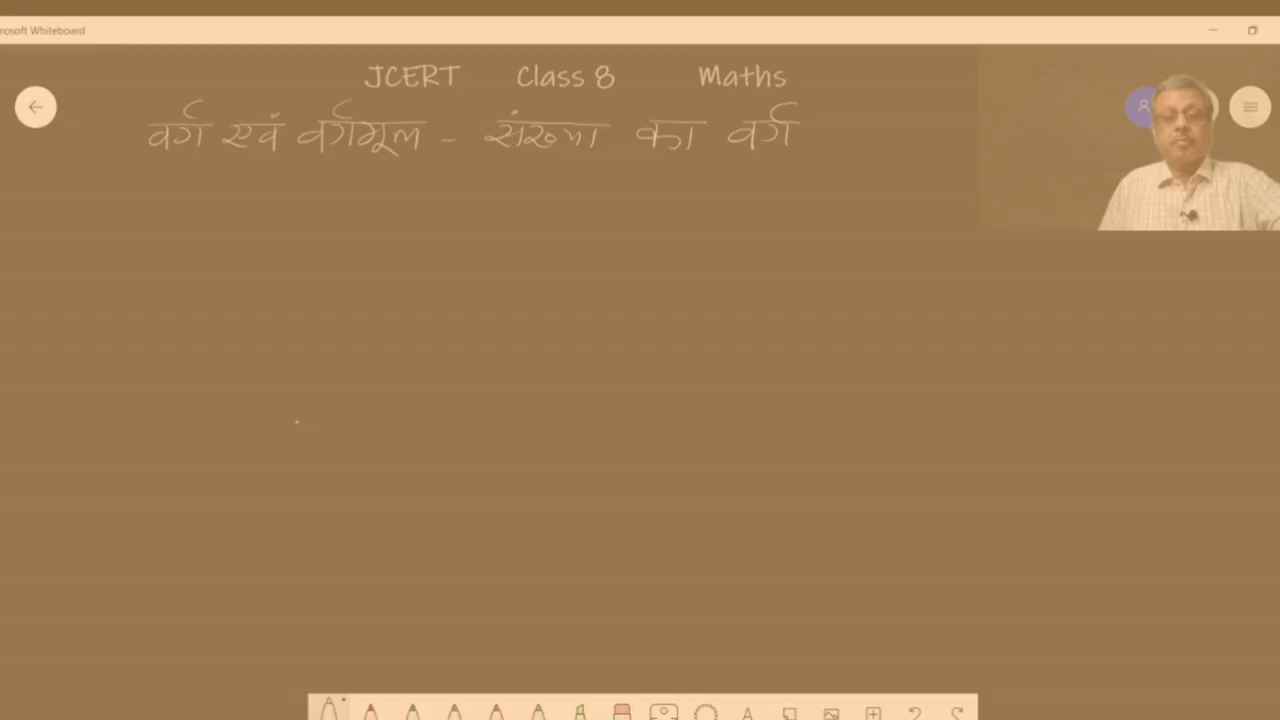 rosoft Whiteboard
JCERT Class 8 Maths
वर्ग एवं वर्गमूल - संख्या का वर्ग